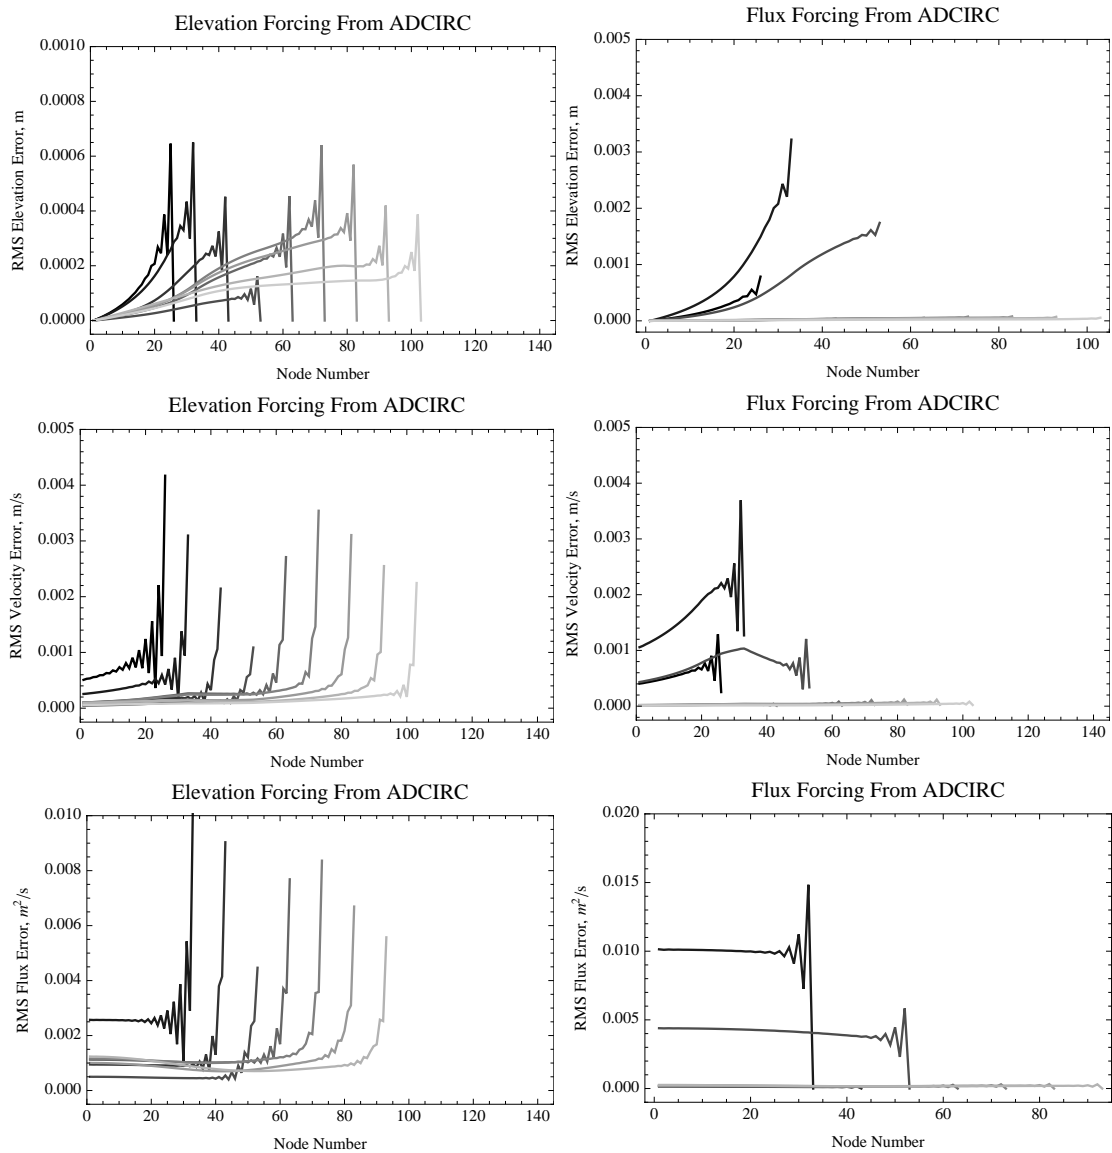 Elevation Forcing From ADCIRC
RMS Elevation Error, m
0.0010
0.0008
0.0006
0.0004
0.0002
0.0000
0 20 40 60 80 100 120 140
Node Number
Flux Forcing From ADCIRC
RMS Elevation Error, m
0.005
0.004
0.003
0.002
0.001
0.000
0 20 40 60 80 100
Node Number
Elevation Forcing From ADCIRC
RMS Velocity Error, m/s
0.005
0.004
0.003
0.002
0.001
0.000
0 20 40 60 80 100 120 140
Node Number
Flux Forcing From ADCIRC
RMS Velocity Error, m/s
0.005
0.004
0.003
0.002
0.001
0.000
0 20 40 60 80 100 120 140
Node Number
Elevation Forcing From ADCIRC
RMS Flux Error, m²/s
0.010
0.008
0.006
0.004
0.002
0.000
0 20 40 60 80 100 120 140
Node Number
Flux Forcing From ADCIRC
RMS Flux Error, m²/s
0.020
0.015
0.010
0.005
0.000
0 20 40 60 80
Node Number